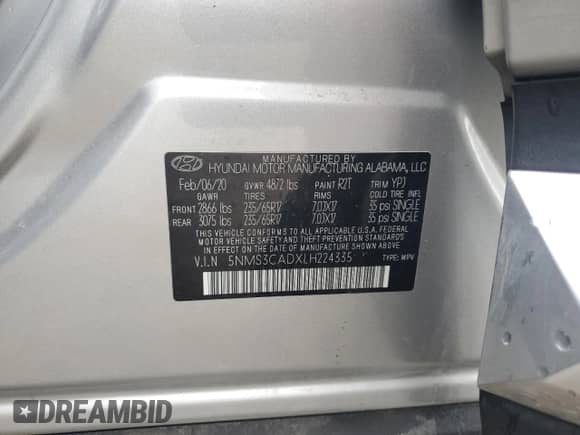 MANUFACTURED BY
HYUNDAI MOTOR MANUFACTURING ALABAMA, LLC
Feb/06/20 GVWR 4872 lbs PAINT R2T TRIM YPJ
GAWR TIRES RIMS COLD TIRE INFL
FRONT 2866 lbs 235/65R17 7.0JX17 35 psi SINGLE
REAR 3075 lbs 235/65R17 7.0JX17 35 psi SINGLE
THIS VEHICLE CONFORMS TO ALL APPLICABLE U.S.A. FEDERAL
MOTOR VEHICLE SAFETY AND THEFT PREVENTION STANDARDS
IN EFFECT ON THE DATE OF MANUFACTURE SHOWN ABOVE.
V.I.N 5NMS3CADXLH224335
TYPE: MPV
DREAMBID